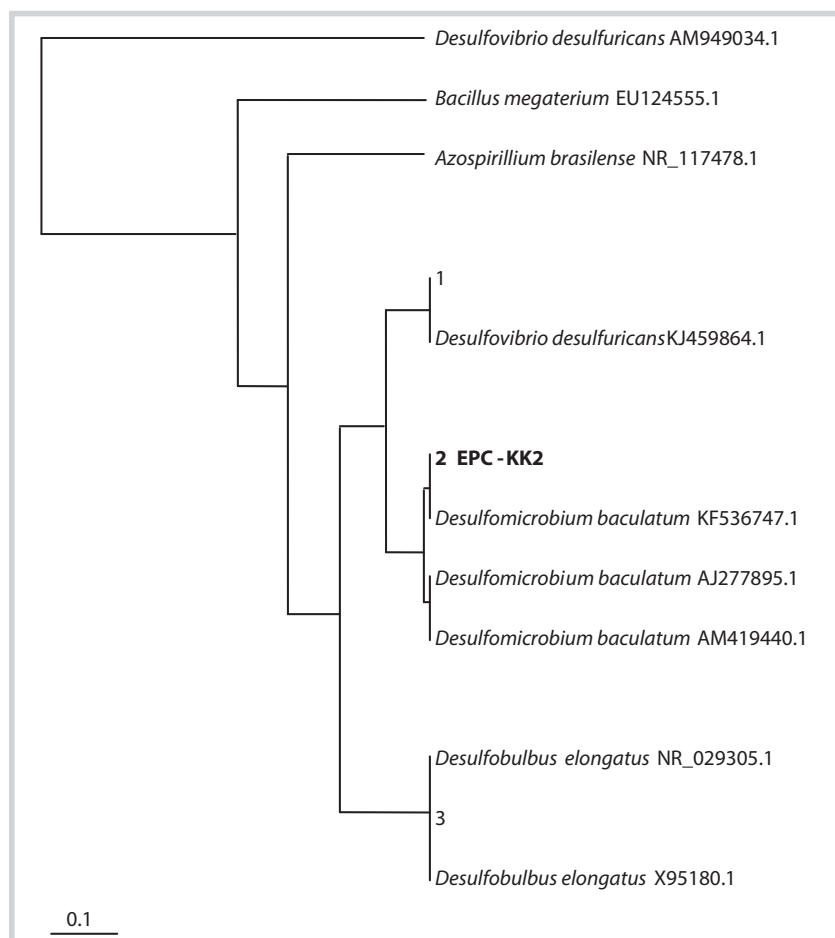 Desulfovibrio desulfuricans AM949034.1
Bacillus megaterium EU124555.1
Azospirillium brasilense NR_117478.1
1
Desulfovibrio desulfuricansKJ459864.1
2 EPC-KK2
Desulfomicrobium baculatum KF536747.1
Desulfomicrobium baculatum AJ277895.1
Desulfomicrobium baculatum AM419440.1
Desulfobulbus elongatus NR_029305.1
3
Desulfobulbus elongatus X95180.1
0.1